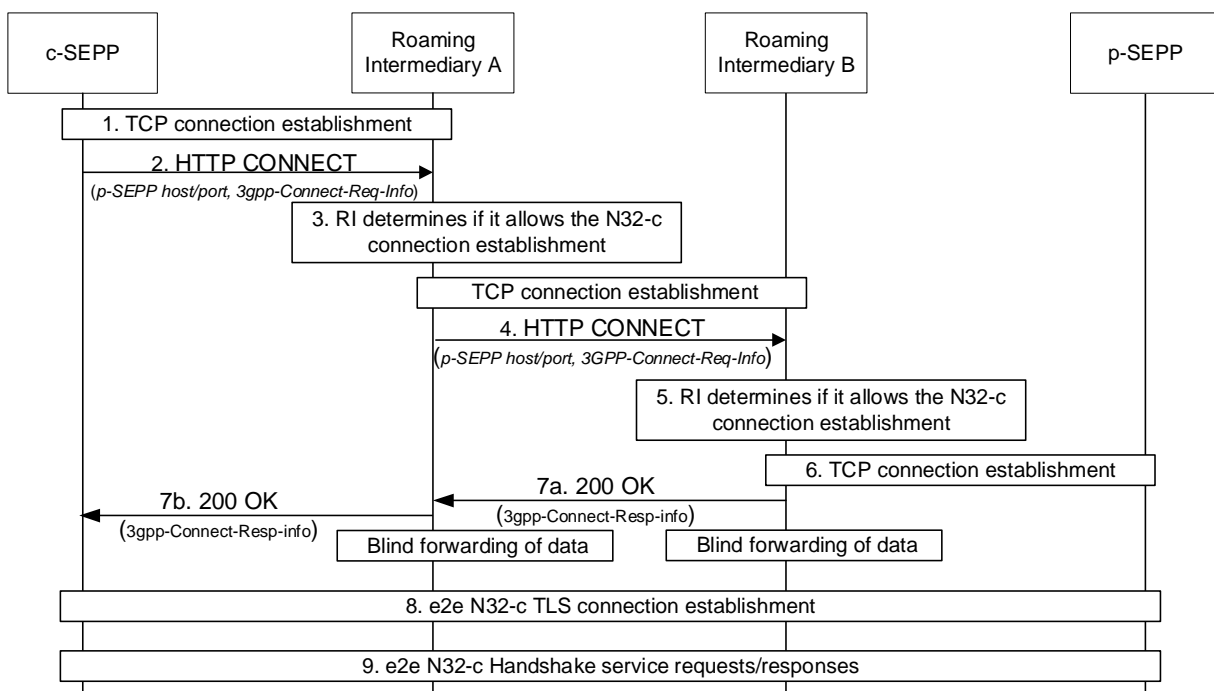 c-SEPP
Roaming
Intermediary A
Roaming
Intermediary B
p-SEPP
1. TCP connection establishment
2. HTTP CONNECT
(p-SEPP host/port, 3gpp-Connect-Req-Info)
3. RI determines if it allows the N32-c
connection establishment
TCP connection establishment
4. HTTP CONNECT
(p-SEPP host/port, 3GPP-Connect-Req-Info)
5. RI determines if it allows the N32-c
connection establishment
6. TCP connection establishment
7a. 200 OK
(3gpp-Connect-Resp-info)
7b. 200 OK
(3gpp-Connect-Resp-info)
Blind forwarding of data
Blind forwarding of data
8. e2e N32-c TLS connection establishment
9. e2e N32-c Handshake service requests/responses